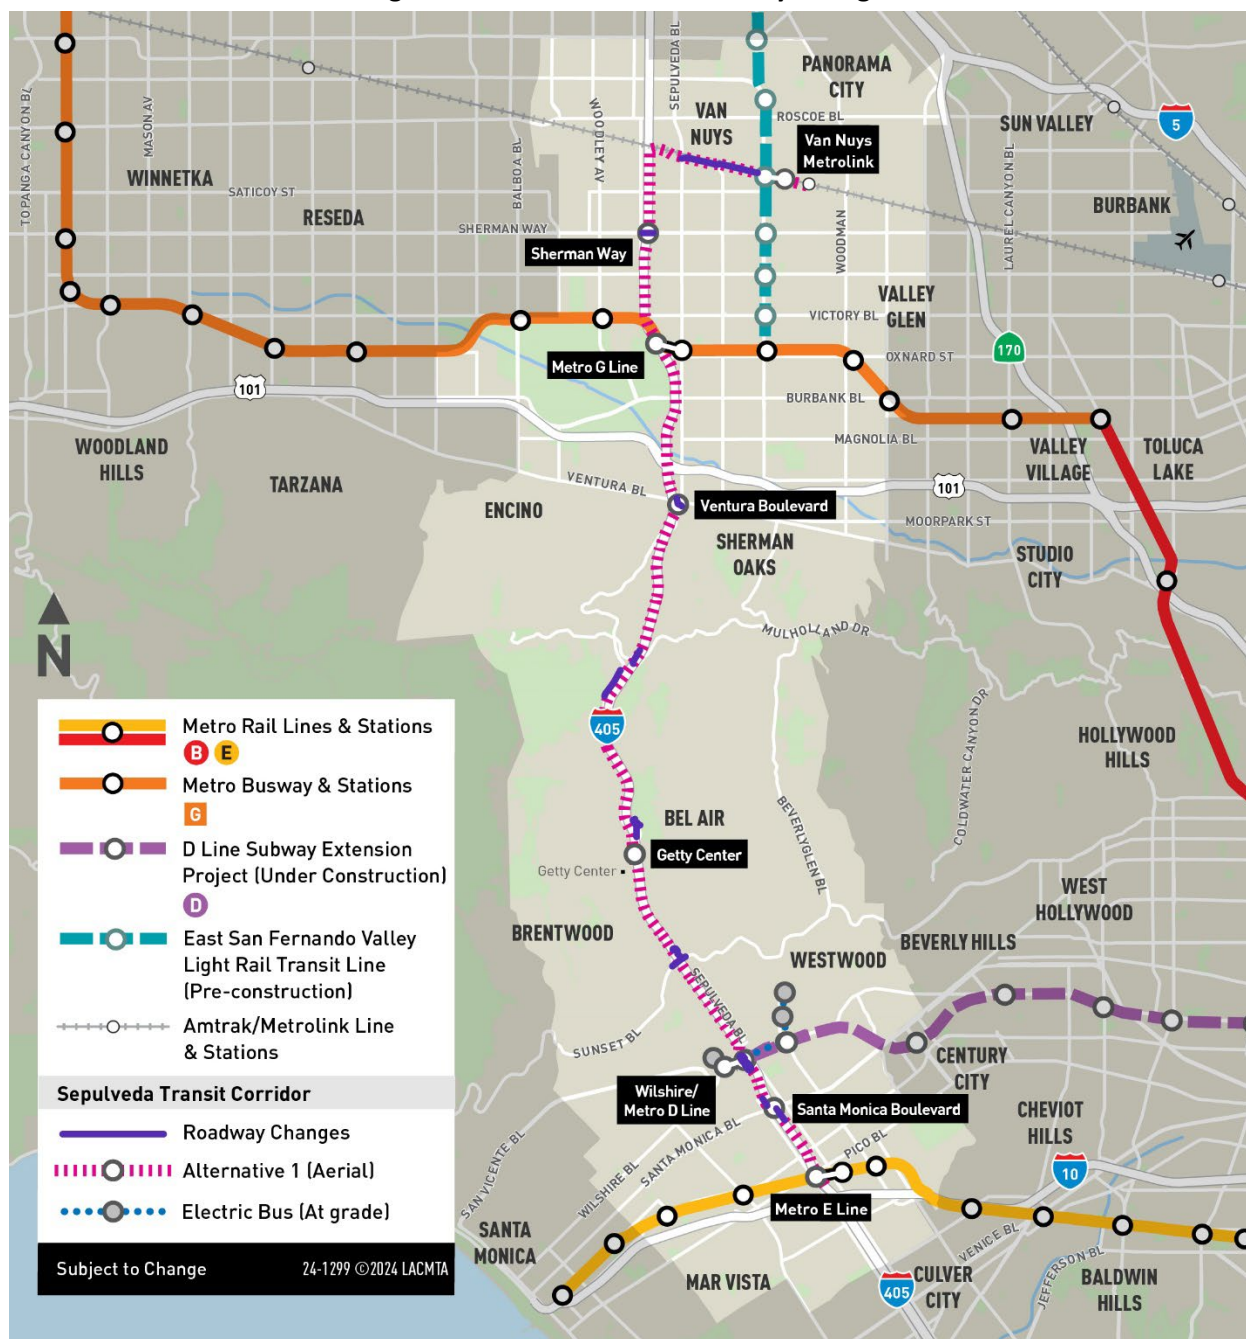 SEPULVEDA BL
PANORAMA
CITY
TOPANGA CANYON BL
MASON AV
WOODLEY AV
VAN
NUYS
ROSCOE BL
SUN VALLEY
5
Van Nuys
Metrolink
WINNETKA
SATICOY ST
BALBOA BL
LAUREL CANYON BL
BURBANK
RESEDA
SHERMAN WAY
Sherman Way
WOODMAN
VALLEY
GLEN
VICTORY BL
OXNARD ST
170
Metro G Line
101
BURBANK BL
MAGNOLIA BL
WOODLAND
HILLS
TARZANA
VENTURA BL
VALLEY
VILLAGE
TOLUCA
LAKE
101
ENCINO
Ventura Boulevard
MOORPARK ST
SHERMAN
OAKS
STUDIO
CITY
N
MULHOLLAND DR
405
COLDWATER CANYON DR
HOLLYWOOD
HILLS
BEL AIR
BEVERLYGLEN BL
Getty Center
Getty Center
WEST
HOLLYWOOD
BRENTWOOD
BEVERLY HILLS
WESTWOOD
SEPULVEDA BL
SUNSET BL
CENTURY
CITY
Wilshire/
Metro D Line
Santa Monica Boulevard
CHEVIOT
HILLS
SAN VICENTE BL
WILSHIRE BL
SANTA MONICA BL
PICO BL
10
Metro E Line
SANTA
MONICA
VENICE BL
JEFFERSON BL
MAR VISTA
405
CULVER
CITY
BALDWIN
HILLS
Metro Rail Lines & Stations
B E
Metro Busway & Stations
G
D Line Subway Extension
Project (Under Construction)
D
East San Fernando Valley
Light Rail Transit Line
(Pre-construction)
Amtrak/Metrolink Line
& Stations
Sepulveda Transit Corridor
Roadway Changes
Alternative 1 (Aerial)
Electric Bus (At grade)
Subject to Change 24-1299 ©2024 LACMTA